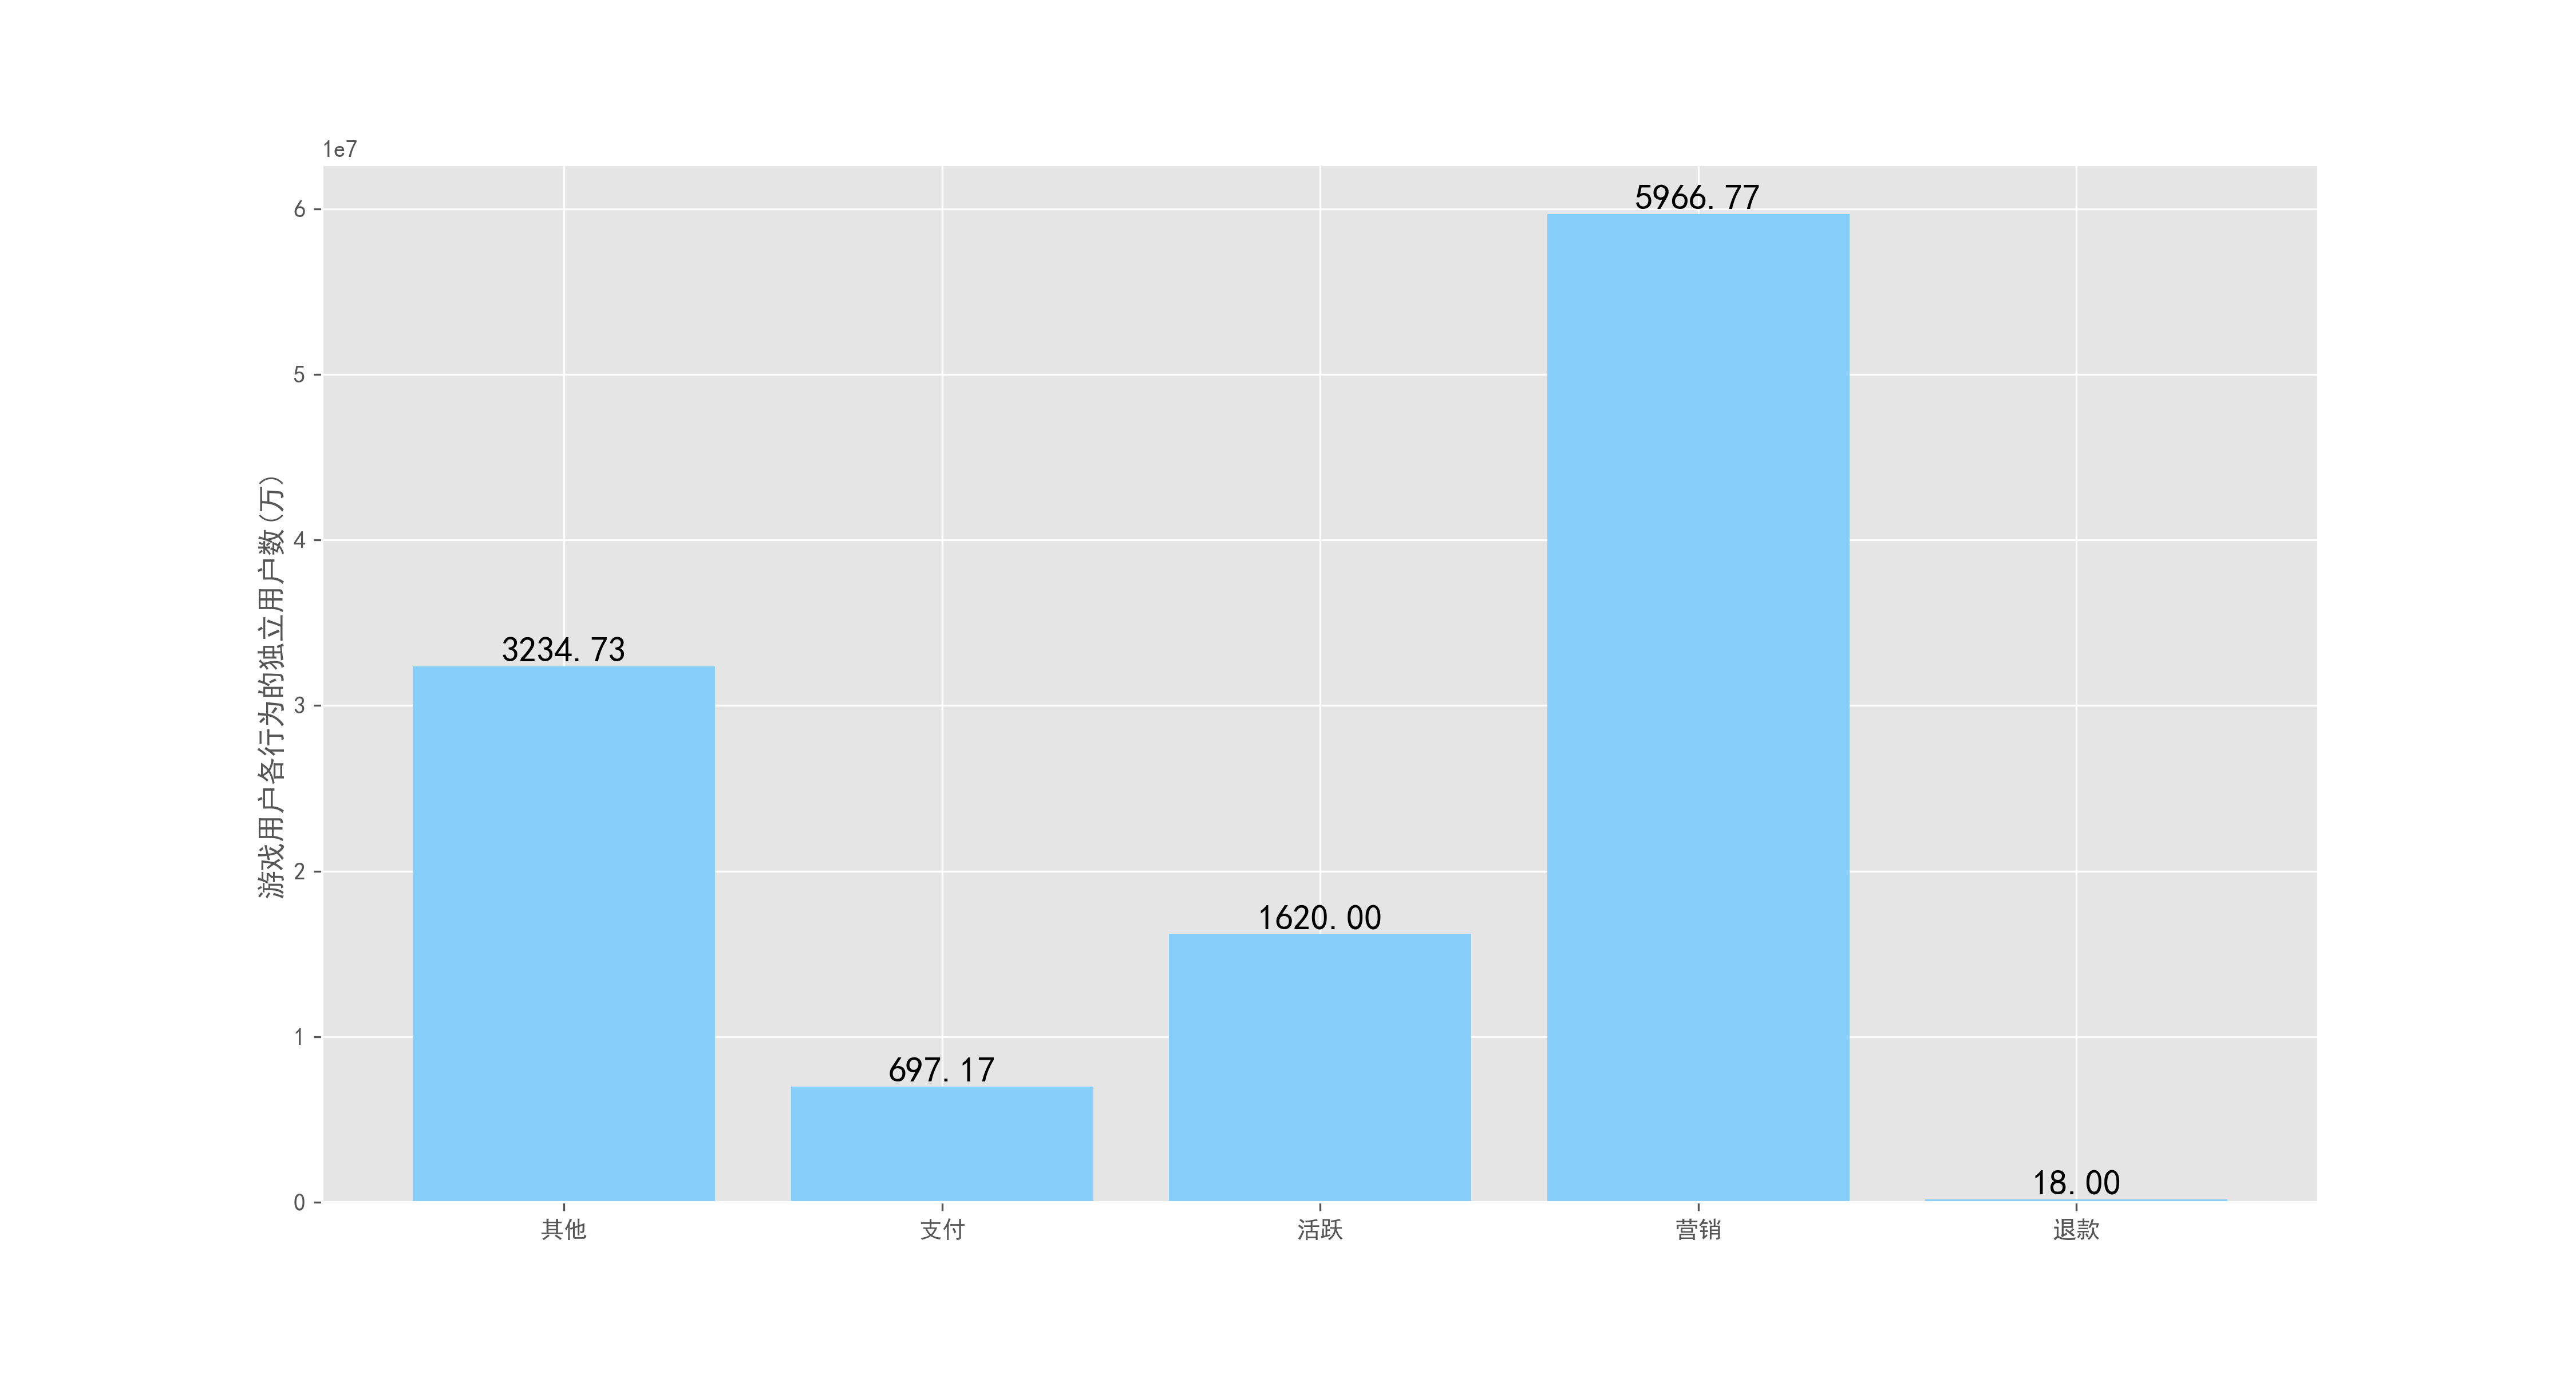 1e7
6
5
4
3
2
1
0
游戏用户各行为的独立用户数(万)
3234.73
697.17
1620.00
5966.77
18.00
其他
支付
活跃
营销
退款